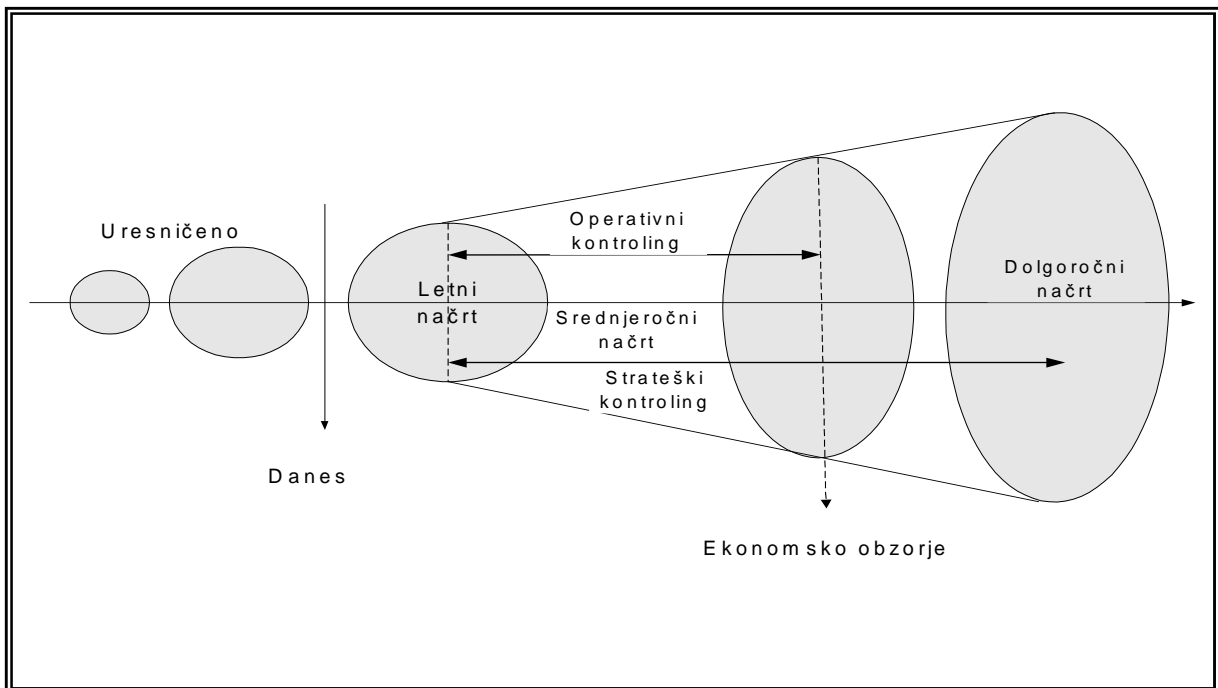 Uresničeno
Danes
Letni
načrt
Operativni
kontroling
Srednjeročni
načrt
Strateški
kontroling
Ekonomsko obzorje
Dolgoročni
načrt